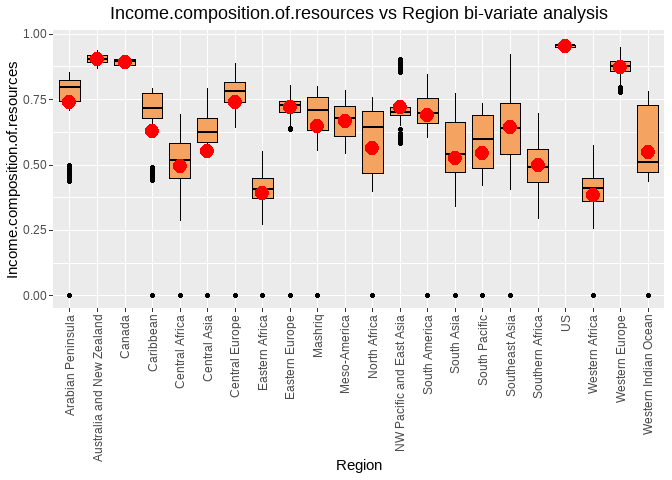 Income.composition.of.resources vs Region bi-variate analysis
Income.composition.of.resources
1.00
0.75
0.50
0.25
0.00
Arabian Peninsula
Australia and New Zealand
Canada
Caribbean
Central Africa
Central Asia
Central Europe
Eastern Africa
Eastern Europe
Mashriq
Meso-America
North Africa
NW Pacific and East Asia
South America
South Asia
South Pacific
Southeast Asia
Southern Africa
US
Western Africa
Western Europe
Western Indian Ocean
Region